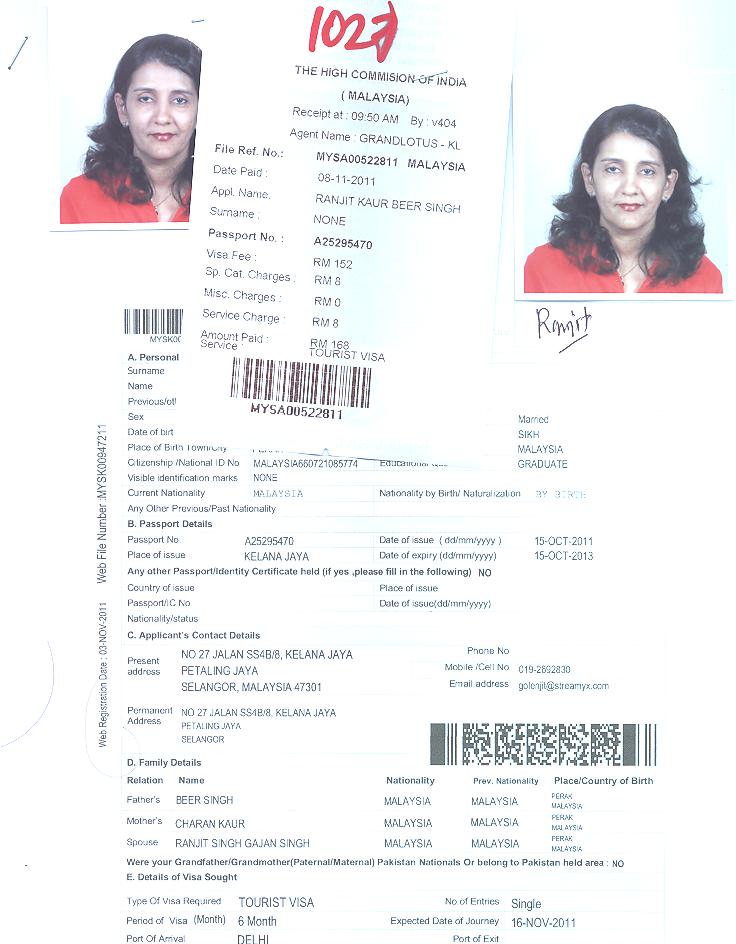 1027
THE HIGH COMMISION OF INDIA
( MALAYSIA)
Receipt at : 09:50 AM By : v404
Agent Name : GRANDLOTUS - KL
File Ref. No.: MYSA00522811 MALAYSIA
Date Paid : 08-11-2011
Appl. Name. RANJIT KAUR BEER SINGH
Surname : NONE
Passport No. : A25295470
Visa Fee : RM 152
Sp. Cat. Charges : RM 8
Misc. Charges : RM 0
Service Charge : RM 8
Amount Paid : RM 168
Service : TOURIST VISA
MYSA00522811
Ranjit
MYSK00
A. Personal
Surname
Name
Previous/ot
Sex Married
Date of birt SIKH
Place of Birth Town/City MALAYSIA
Citizenship /National ID No MALAYSIA660721085774 Educational GRADUATE
Visible identification marks NONE
Current Nationality MALAYSIA Nationality by Birth/ Naturalization BY BIRTH
Any Other Previous/Past Nationality
B. Passport Details
Passport No. A25295470 Date of issue ( dd/mm/yyyy ) 15-OCT-2011
Place of issue KELANA JAYA Date of expiry (dd/mm/yyyy) 15-OCT-2013
Any other Passport/Identity Certificate held (if yes ,please fill in the following) NO
Country of issue Place of issue
Passport/IC No Date of issue(dd/mm/yyyy)
Nationality/status
C. Applicant's Contact Details
Present address NO 27 JALAN SS4B/8, KELANA JAYA Phone No
PETALING JAYA Mobile /Cell No 019-2692830
SELANGOR, MALAYSIA 47301 Email address golenjit@streamyx.com
Permanent Address NO 27 JALAN SS4B/8, KELANA JAYA
PETALING JAYA
SELANGOR
D. Family Details
Relation Name Nationality Prev. Nationality Place/Country of Birth
Father's BEER SINGH MALAYSIA MALAYSIA PERAK MALAYSIA
Mother's CHARAN KAUR MALAYSIA MALAYSIA PERAK MALAYSIA
Spouse RANJIT SINGH GAJAN SINGH MALAYSIA MALAYSIA PERAK MALAYSIA
Were your Grandfather/Grandmother(Paternal/Maternal) Pakistan Nationals Or belong to Pakistan held area : NO
E. Details of Visa Sought
Type Of Visa Required TOURIST VISA No of Entries Single
Period of Visa (Month) 6 Month Expected Date of Journey 16-NOV-2011
Port Of Arrival DELHI Port of Exit
Web Registration Date : 03-NOV-2011 Web File Number :MYSK00947211